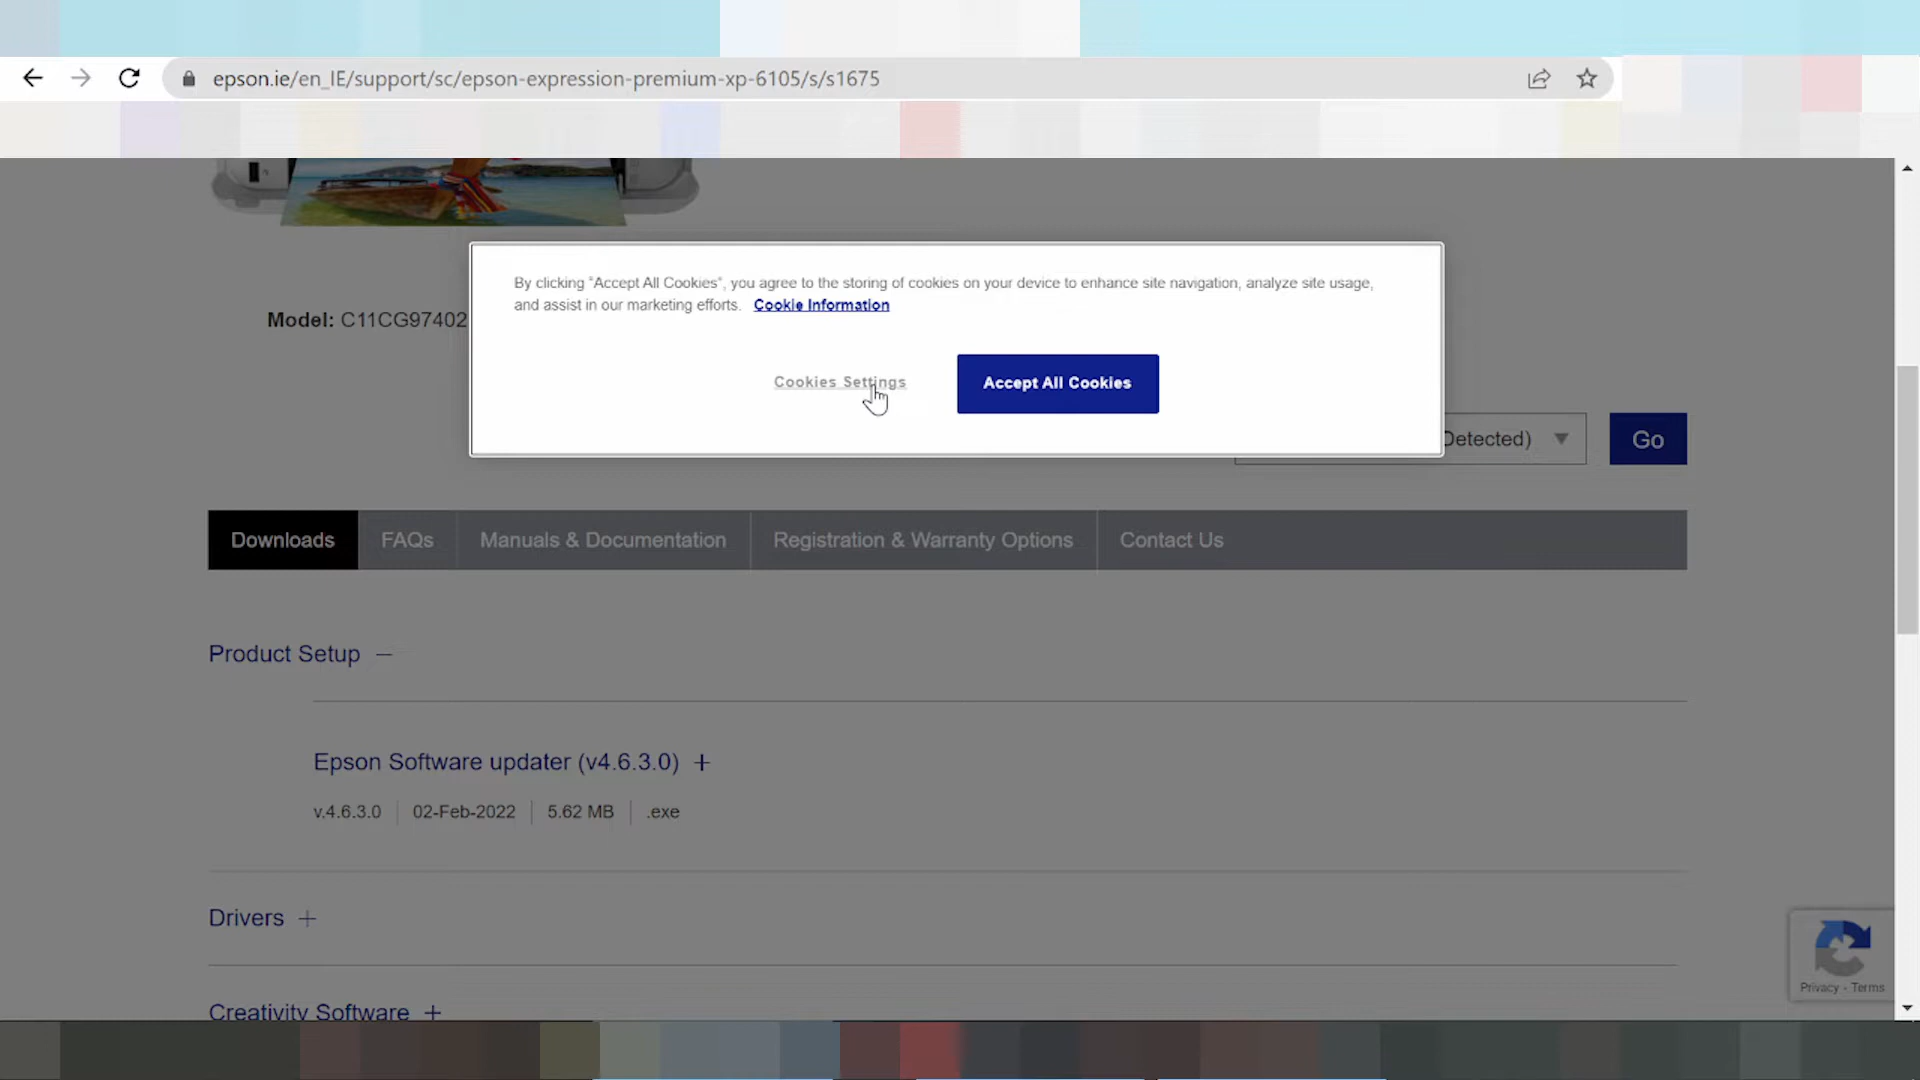 epson.ie/en_IE/support/sc/epson-expression-premium-xp-6105/s/s1675
By clicking “Accept All Cookies”, you agree to the storing of cookies on your device to enhance site navigation, analyze site usage,
and assist in our marketing efforts. Cookie Information
Model: C11CG97402
Cookies Settings
Accept All Cookies
Detected)
Go
Downloads
FAQs
Manuals & Documentation
Registration & Warranty Options
Contact Us
Product Setup
Epson Software updater (v4.6.3.0) +
v.4.6.3.0 02-Feb-2022 5.62 MB .exe
Drivers +
Privacy - Terms
Creativity Software +